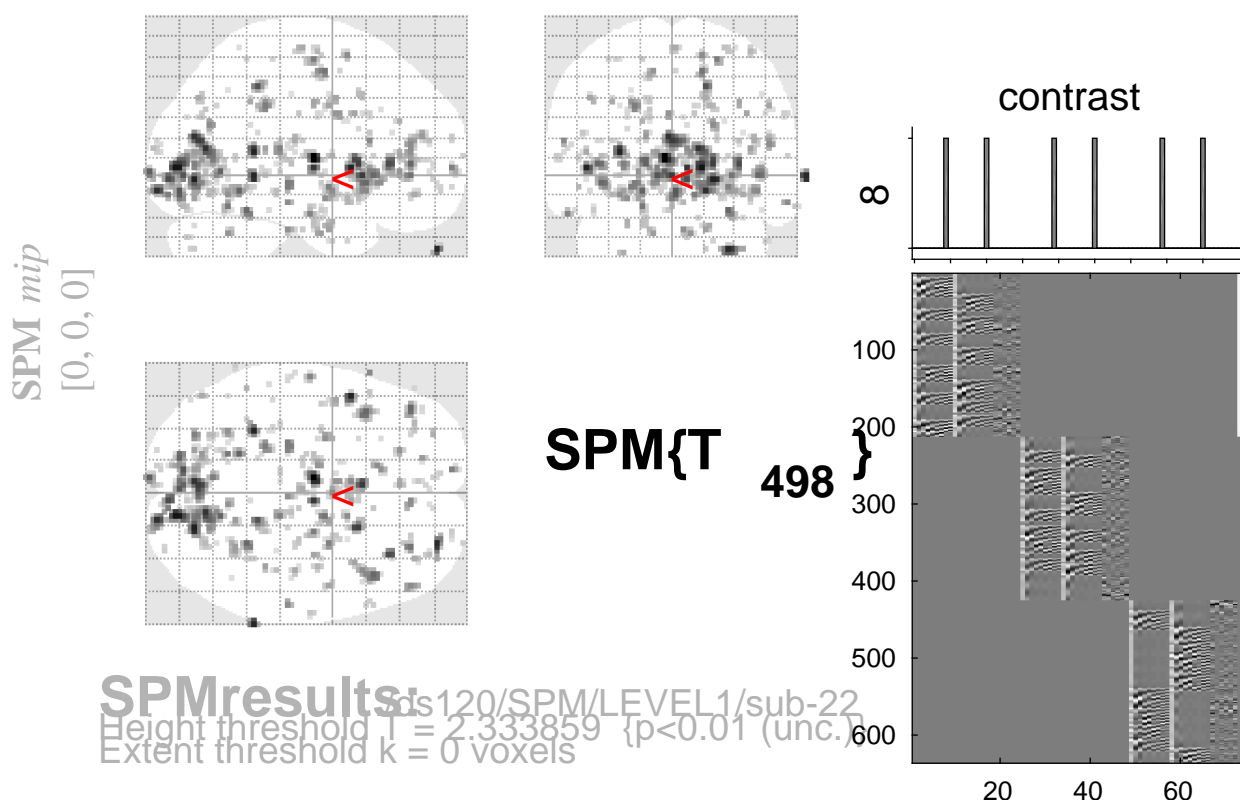 SPM mip
[0, 0, 0]
<
<
<
SPM{T498}
contrast
8
100
200
300
400
500
600
20
40
60
SPMresults: /ds120/SPM/LEVEL1/sub-22
Height threshold T = 2.333859 {p<0.01 (unc.)}
Extent threshold k = 0 voxels